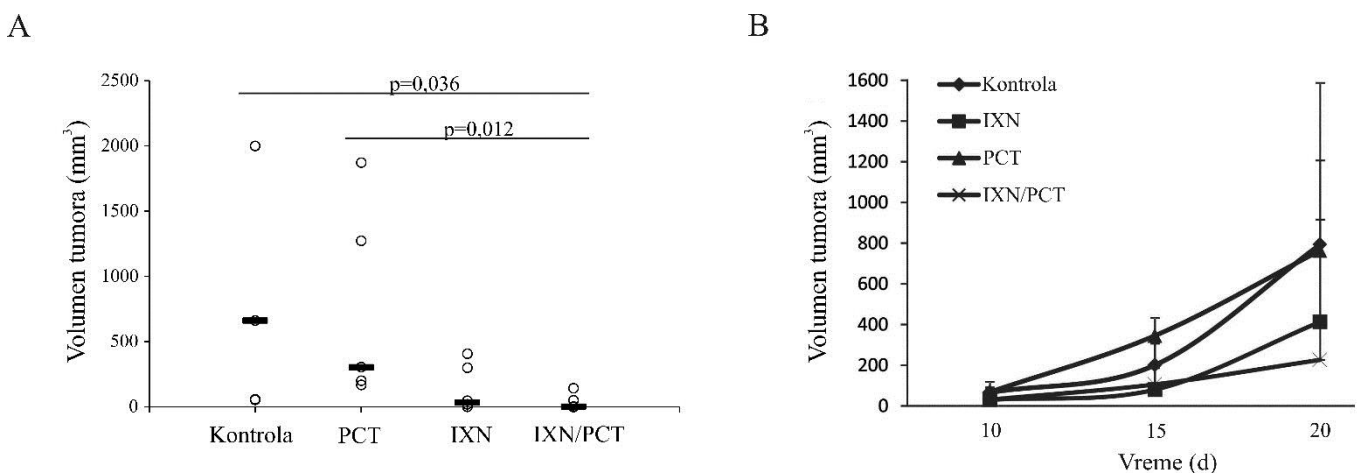 A
Volumen tumora (mm³)
2500
2000
1500
1000
500
0
p=0,036
p=0,012
Kontrola PCT IXN IXN/PCT
B
Volumen tumora (mm³)
1600
1400
1200
1000
800
600
400
200
0
Kontrola
IXN
PCT
IXN/PCT
10 15 20
Vreme (d)